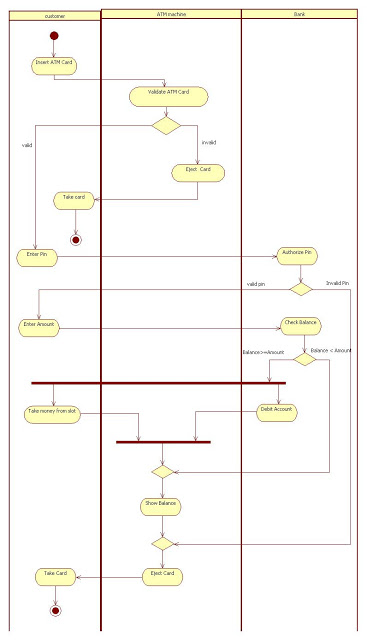 customer
ATM machine
Bank
Insert ATM Card
Validate ATM Card
valid
invalid
Eject Card
Take card
Enter Pin
Authorize Pin
valid pin
Invalid Pin
Enter Amount
Check Balance
Balance>=Amount
Balance < Amount
Take money from slot
Debit Account
Show Balance
Take Card
Eject Card